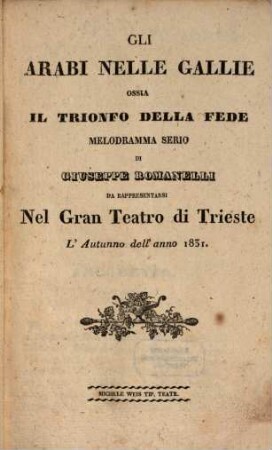 GLI
ARABI NELLE GALLIE
OSSIA
IL TRIONFO DELLA FEDE
MELODRAMMA SERIO
DI
GIUSEPPE ROMANELLI
DA RAPPRESENTARSI
Nel Gran Teatro di Trieste
L' Autunno dell' anno 1831.
MICHELE WEIS TIP. TEATR.